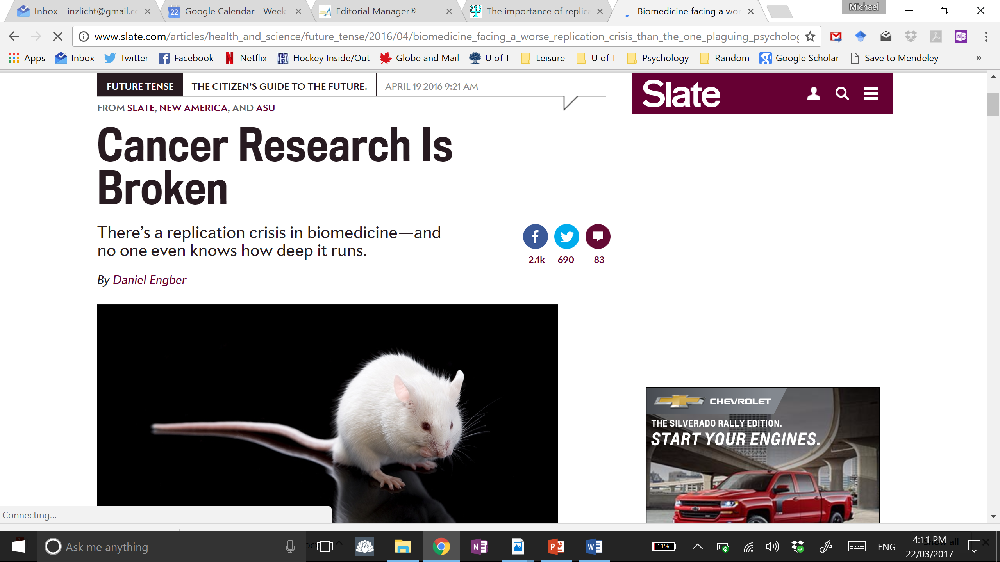 Inbox – inzlicht@gmail.co
22
Google Calendar - Week
Editorial Manager®
The importance of replic
Biomedicine facing a wor
Michael
www.slate.com/articles/health_and_science/future_tense/2016/04/biomedicine_facing_a_worse_replication_crisis_than_the_one_plaguing_psycholog
Apps
Inbox
Twitter
Facebook
Netflix
Hockey Inside/Out
Globe and Mail
U of T
Leisure
U of T
Psychology
Random
Google Scholar
Save to Mendeley
»
FUTURE TENSE
THE CITIZEN'S GUIDE TO THE FUTURE.
APRIL 19 2016 9:21 AM
Slate
FROM SLATE, NEW AMERICA, AND ASU
Cancer Research Is
Broken
There's a replication crisis in biomedicine—and
no one even knows how deep it runs.
2.1k
690
83
By Daniel Engber
CHEVROLET
THE SILVERADO RALLY EDITION.
START YOUR ENGINES.
Connecting...
Ask me anything
11%
ENG
4:11 PM
22/03/2017